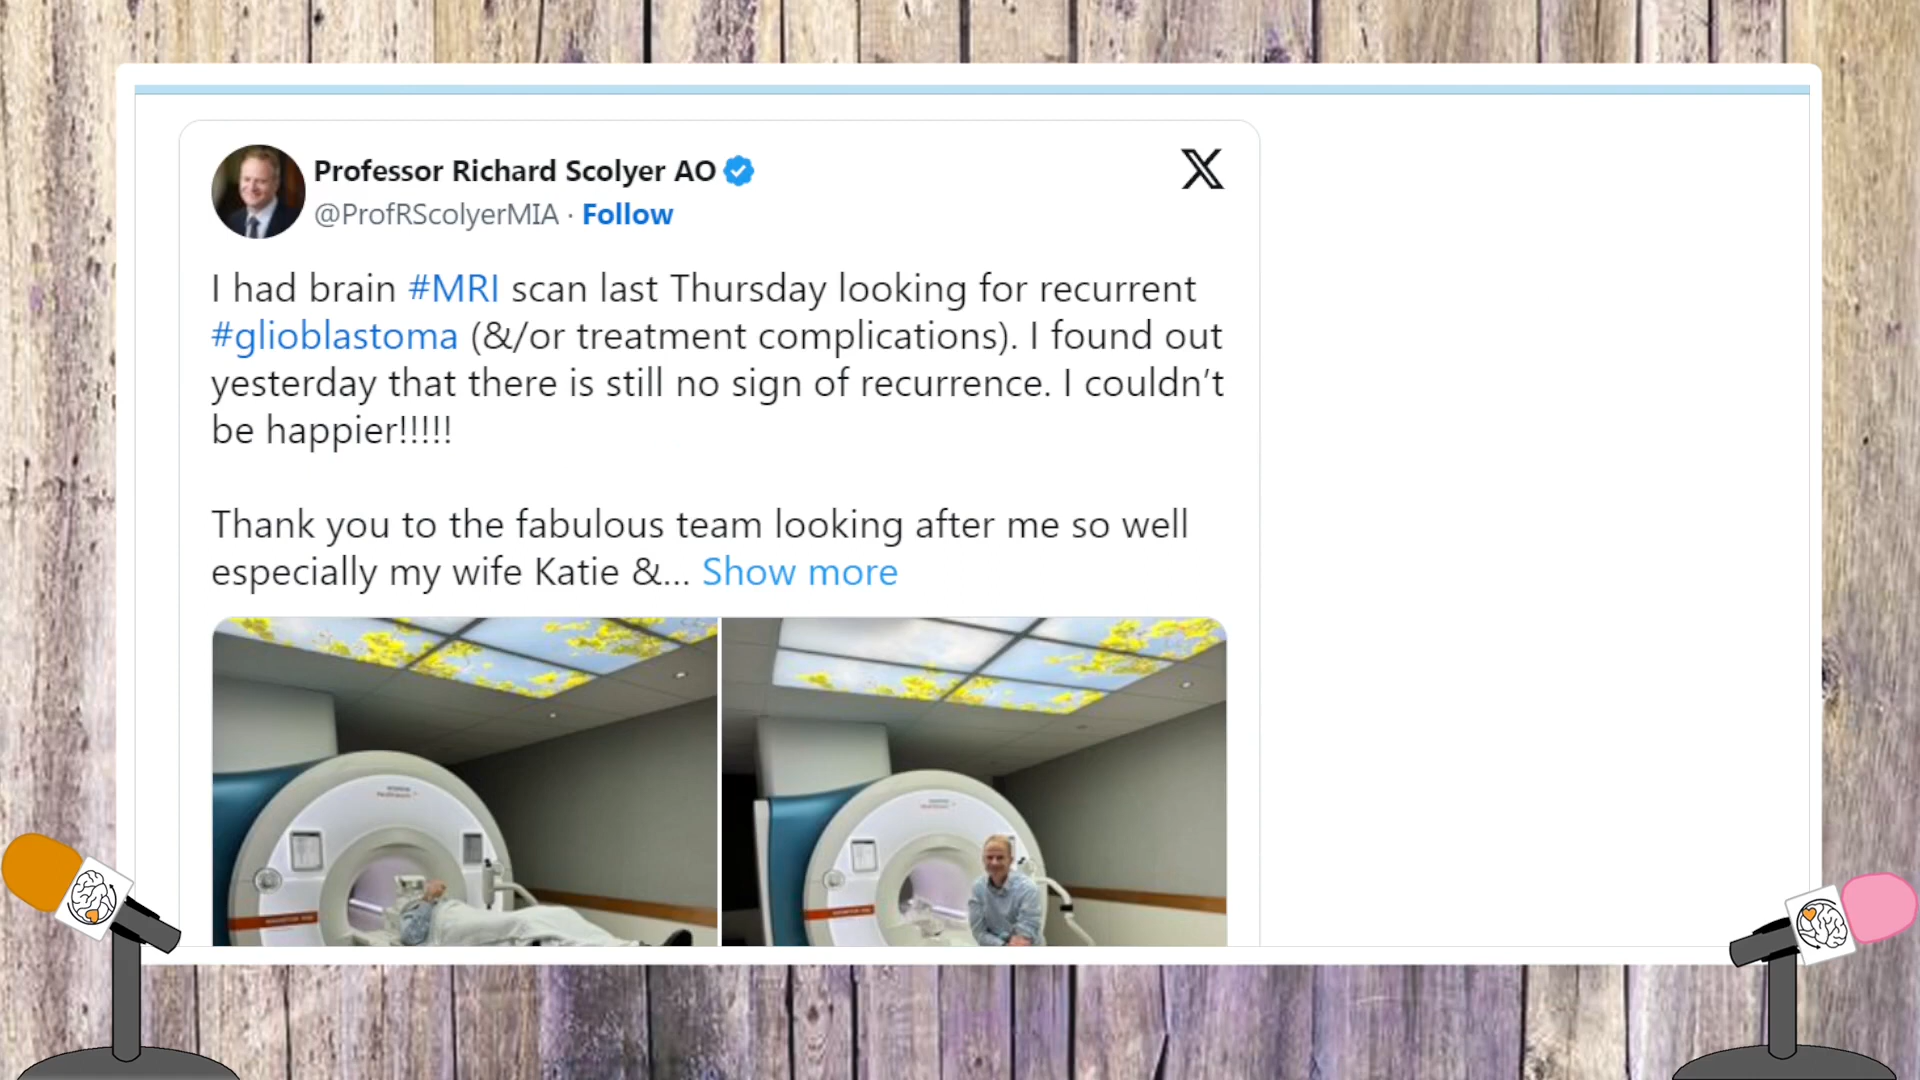 Professor Richard Scolyer AO
@ProfRScolyerMIA · Follow
I had brain #MRI scan last Thursday looking for recurrent
#glioblastoma (&/or treatment complications). I found out
yesterday that there is still no sign of recurrence. I couldn’t
be happier!!!!!
Thank you to the fabulous team looking after me so well
especially my wife Katie &... Show more